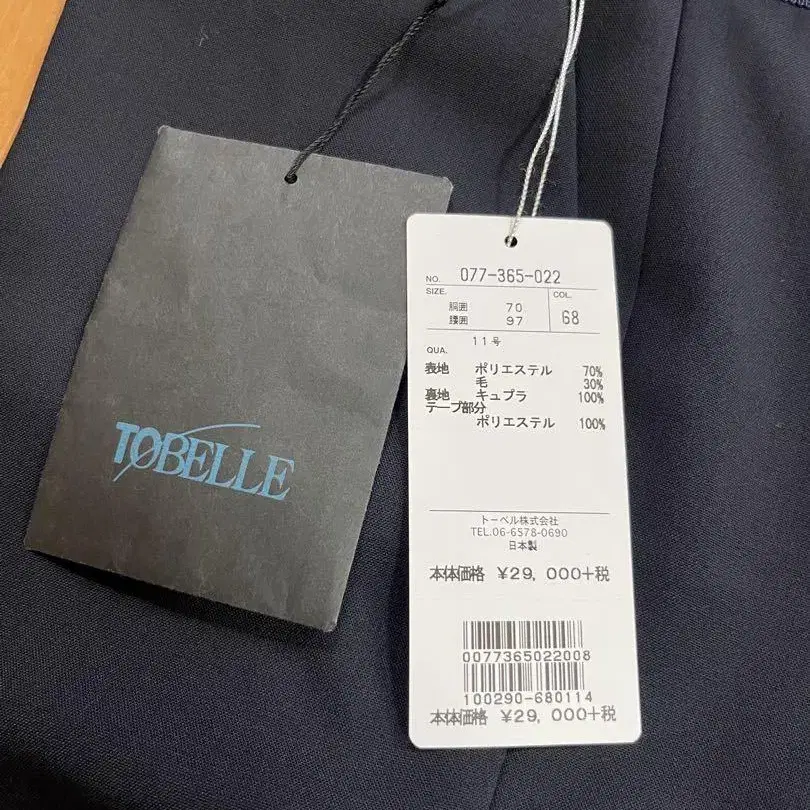 TOBELLE
NO. 077-365-022
SIZE. COL.
胴囲 70
腰囲 97 68
11号
QUA.
表地 ポリエステル 70%
毛 30%
裏地 キュプラ 100%
テープ部分
ポリエステル 100%
トーベル株式会社
TEL.06-6578-0690
日本製
本体価格 ¥29,000+税
0077365022008
100290-680114
本体価格 ¥29,000+税